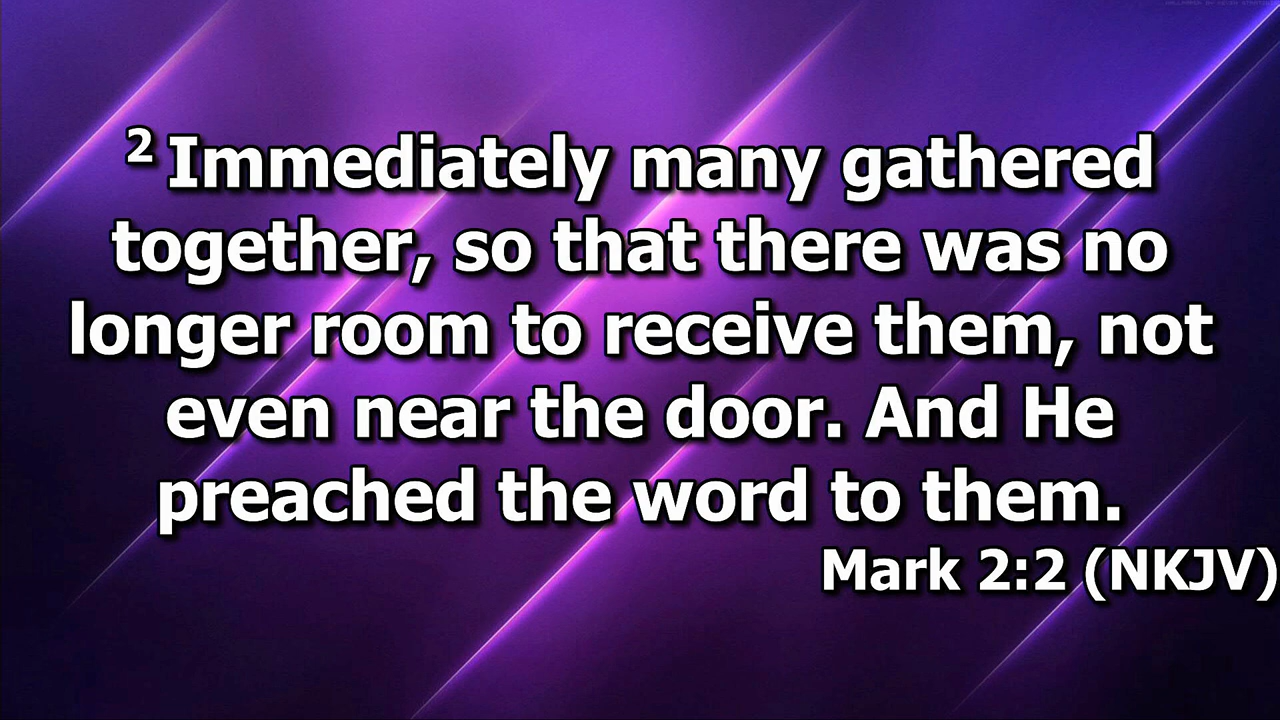 2 Immediately many gathered
together, so that there was no
longer room to receive them, not
even near the door. And He
preached the word to them.
Mark 2:2 (NKJV)